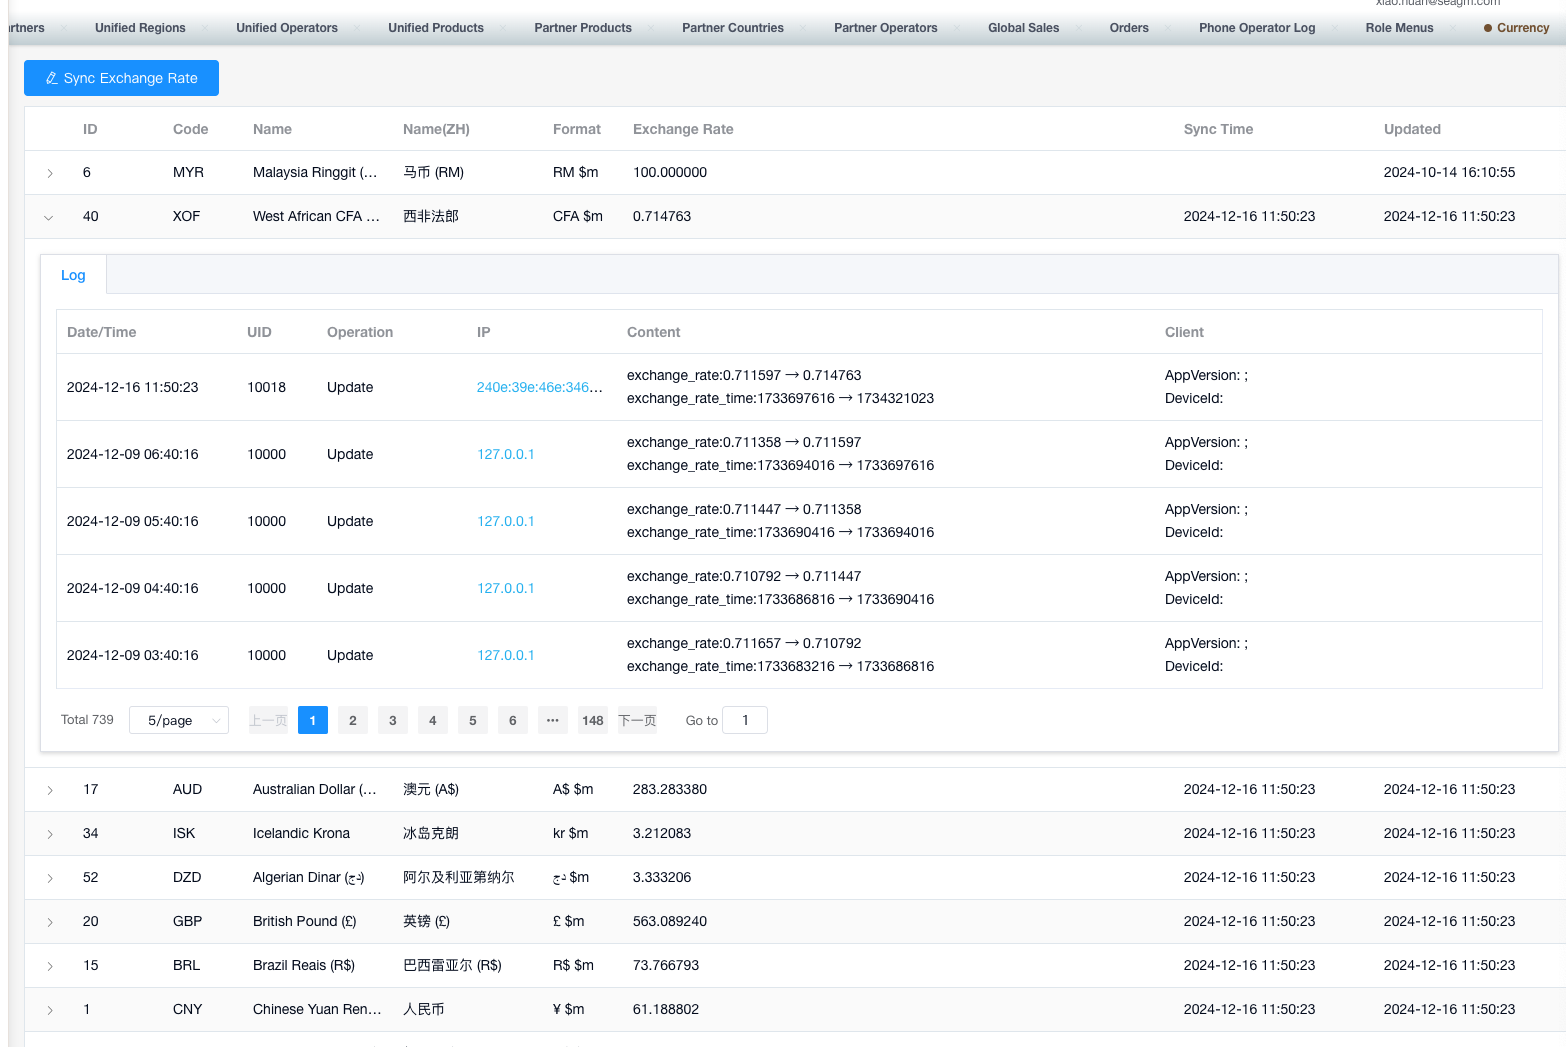 xiao.huan@seagm.com
rtners Unified Regions Unified Operators Unified Products Partner Products Partner Countries Partner Operators Global Sales Orders Phone Operator Log Role Menus Currency
Sync Exchange Rate
ID Code Name Name(ZH) Format Exchange Rate Sync Time Updated
6 MYR Malaysia Ringgit (... 马币 (RM) RM $m 100.000000 2024-10-14 16:10:55
40 XOF West African CFA ... 西非法郎 CFA $m 0.714763 2024-12-16 11:50:23 2024-12-16 11:50:23
Log
Date/Time UID Operation IP Content Client
2024-12-16 11:50:23 10018 Update 240e:39e:46e:346... exchange_rate:0.711597 → 0.714763 AppVersion: ;
exchange_rate_time:1733697616 → 1734321023 DeviceId:
2024-12-09 06:40:16 10000 Update 127.0.0.1 exchange_rate:0.711358 → 0.711597 AppVersion: ;
exchange_rate_time:1733694016 → 1733697616 DeviceId:
2024-12-09 05:40:16 10000 Update 127.0.0.1 exchange_rate:0.711447 → 0.711358 AppVersion: ;
exchange_rate_time:1733690416 → 1733694016 DeviceId:
2024-12-09 04:40:16 10000 Update 127.0.0.1 exchange_rate:0.710792 → 0.711447 AppVersion: ;
exchange_rate_time:1733686816 → 1733690416 DeviceId:
2024-12-09 03:40:16 10000 Update 127.0.0.1 exchange_rate:0.711657 → 0.710792 AppVersion: ;
exchange_rate_time:1733683216 → 1733686816 DeviceId:
Total 739 5/page 上一页 1 2 3 4 5 6 ••• 148 下一页 Go to 1
17 AUD Australian Dollar (... 澳元 (A$) A$ $m 283.283380 2024-12-16 11:50:23 2024-12-16 11:50:23
34 ISK Icelandic Krona 冰岛克朗 kr $m 3.212083 2024-12-16 11:50:23 2024-12-16 11:50:23
52 DZD Algerian Dinar (دج) 阿尔及利亚第纳尔 دج $m 3.333206 2024-12-16 11:50:23 2024-12-16 11:50:23
20 GBP British Pound (£) 英镑 (£) £ $m 563.089240 2024-12-16 11:50:23 2024-12-16 11:50:23
15 BRL Brazil Reais (R$) 巴西雷亚尔 (R$) R$ $m 73.766793 2024-12-16 11:50:23 2024-12-16 11:50:23
1 CNY Chinese Yuan Ren... 人民币 ¥ $m 61.188802 2024-12-16 11:50:23 2024-12-16 11:50:23